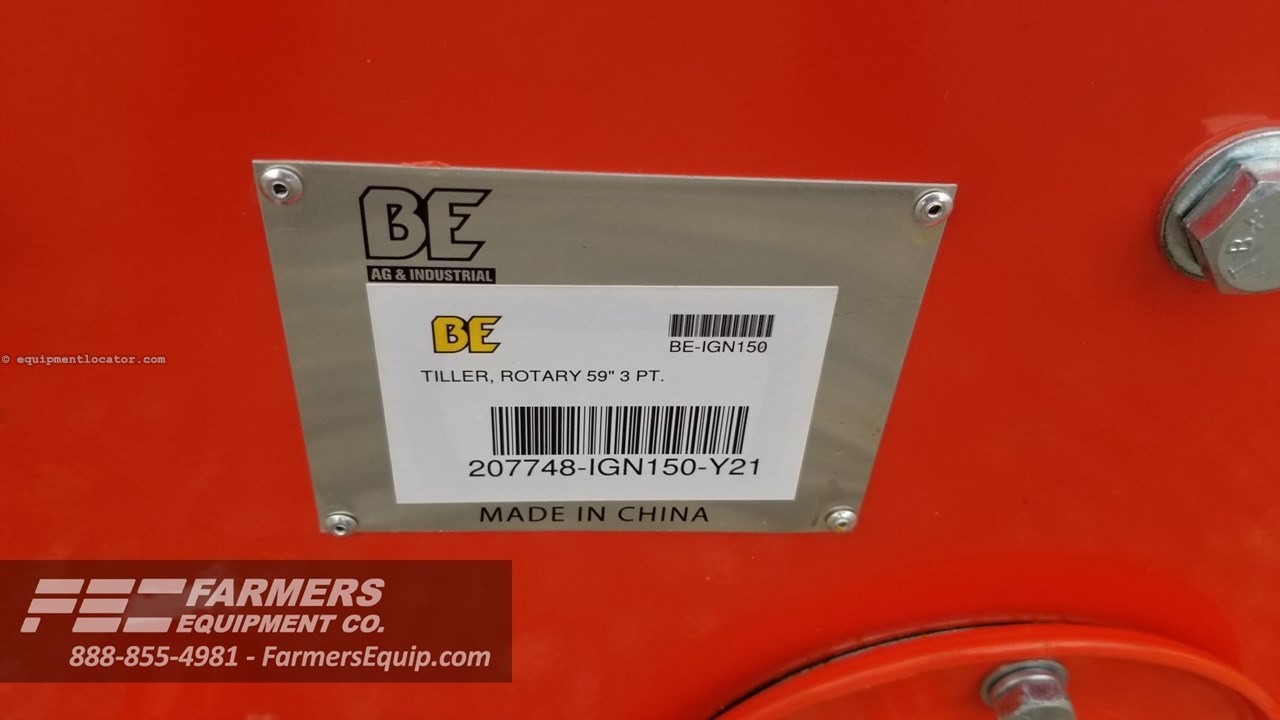 BE
AG & INDUSTRIAL
BE
BE-IGN150
TILLER, ROTARY 59" 3 PT.
207748-IGN150-Y21
MADE IN CHINA
© equipmentlocator.com
FEC FARMERS
EQUIPMENT CO.
888-855-4981 - FarmersEquip.com